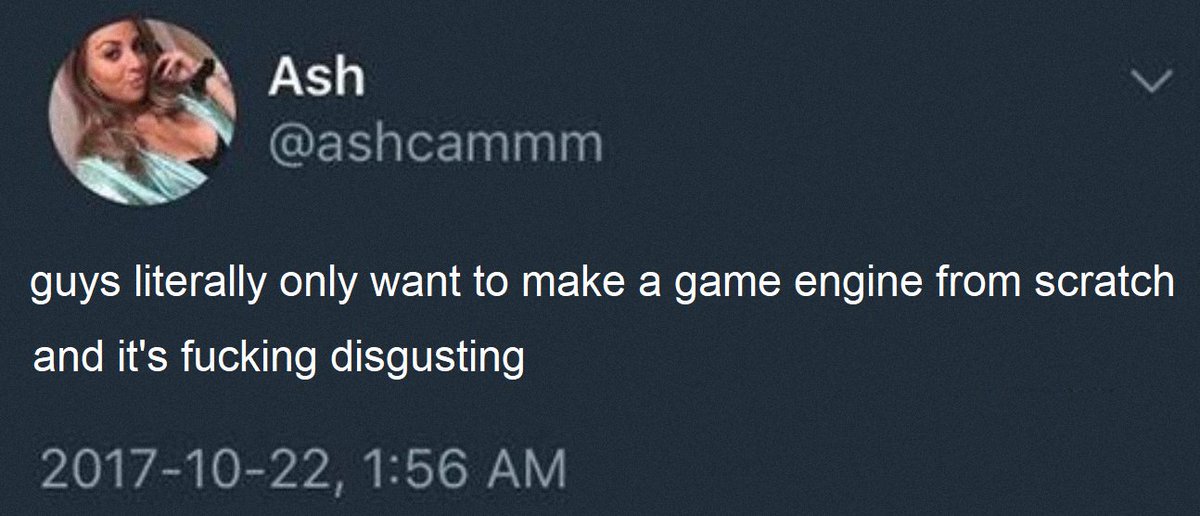 Ash
@ashcammm
guys literally only want to make a game engine from scratch
and it's fucking disgusting
2017-10-22, 1:56 AM